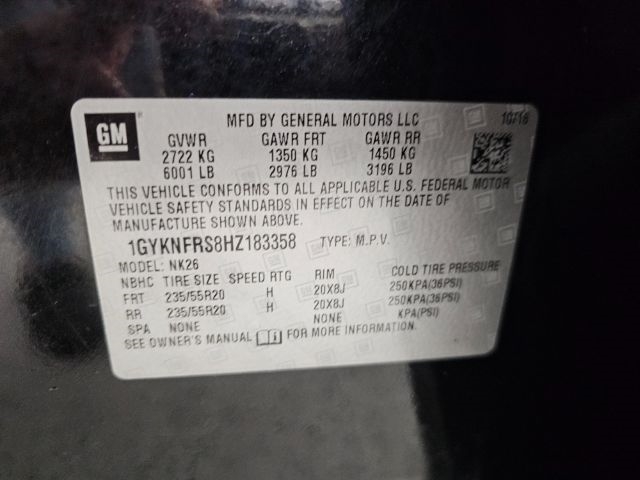 GM
MFD BY GENERAL MOTORS LLC 10/16
GVWR GAWR FRT GAWR RR
2722 KG 1350 KG 1450 KG
6001 LB 2976 LB 3196 LB
THIS VEHICLE CONFORMS TO ALL APPLICABLE U.S. FEDERAL MOTOR
VEHICLE SAFETY STANDARDS IN EFFECT ON THE DATE OF
MANUFACTURE SHOWN ABOVE.
1GYKNFRS8HZ183358 TYPE: M.P.V.
MODEL: NK26
NBHC TIRE SIZE SPEED RTG RIM COLD TIRE PRESSURE
FRT 235/55R20 H 20X8J 250KPA(36PSI)
RR 235/55R20 H 20X8J 250KPA(36PSI)
SPA NONE NONE KPA(PSI)
SEE OWNER'S MANUAL FOR MORE INFORMATION.